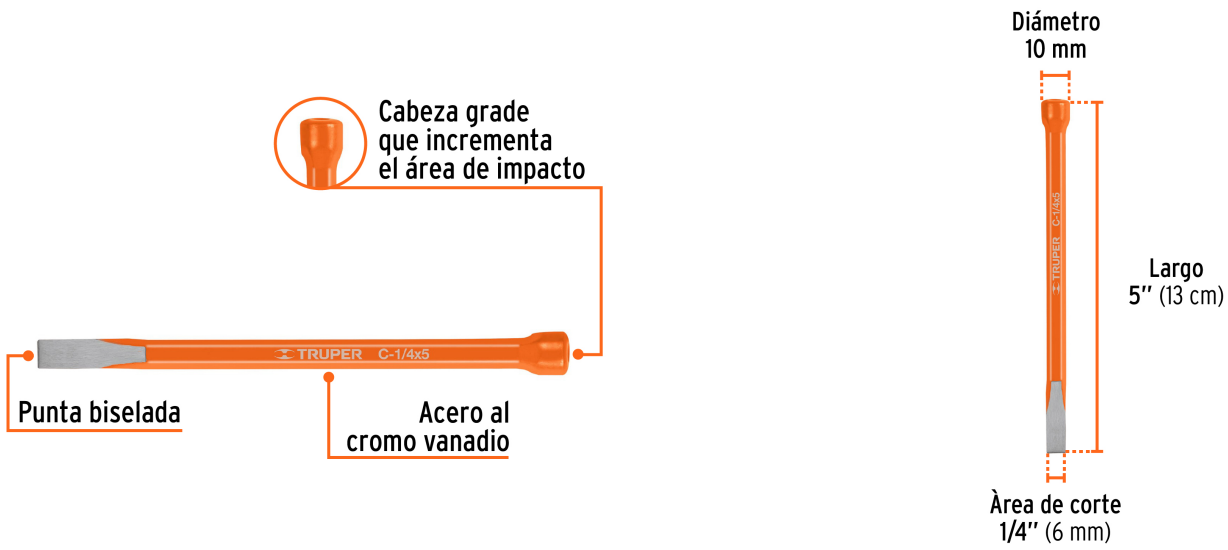 Cabeza grade
que incrementa
el área de impacto
TRUPER C-1/4x5
Punta biselada
Acero al
cromo vanadio
Diámetro
10 mm
TRUPER C-1/4x5
Largo
5” (13 cm)
Àrea de corte
1/4” (6 mm)